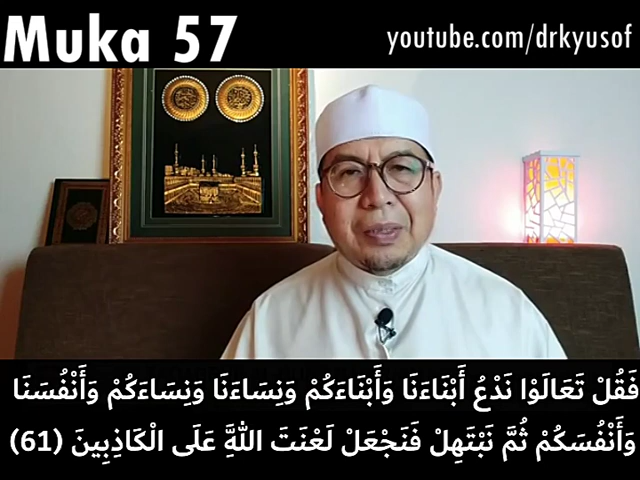 Muka 57
youtube.com/drkyusof
فَقُلْ تَعَالَوْا نَدْعُ أَبْنَاءَنَا وَأَبْنَاءَكُمْ وَنِسَاءَنَا وَنِسَاءَكُمْ وَأَنْفُسَنَا
وَأَنْفُسَكُمْ ثُمَّ نَبْتَهِلْ فَنَجْعَلْ لَعْنَتَ اللَّهِ عَلَى الْكَاذِبِينَ (61)